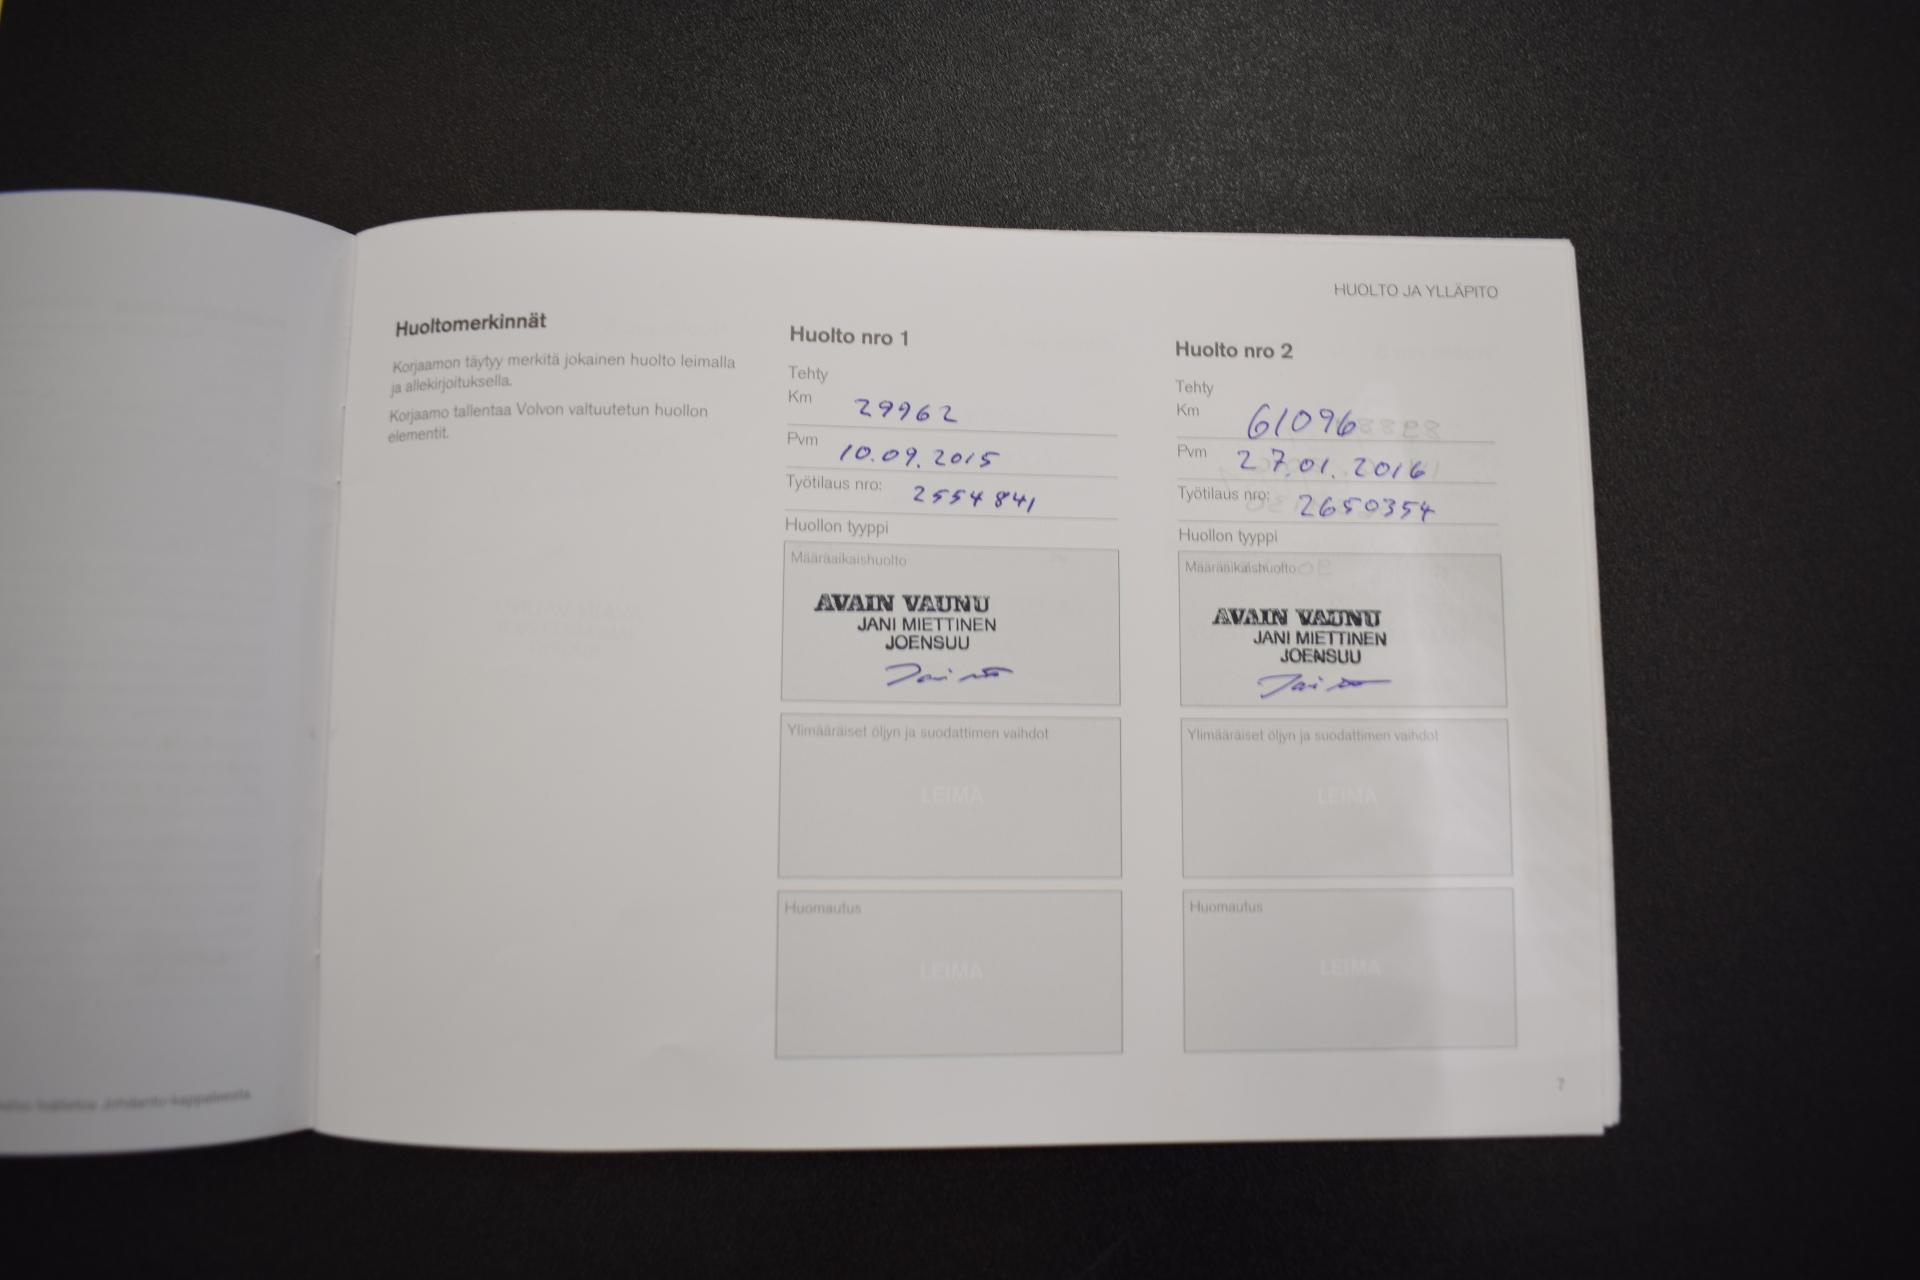 HUOLTO JA YLLÄPITO
Huoltomerkinnät
Korjaamon täytyy merkitä jokainen huolto leimalla
ja allekirjoituksella.
Korjaamo tallentaa Volvon valtuutetun huollon
elementit.
Huolto nro 1
Tehty
Km 29962
Pvm 10.09.2015
Työtilaus nro: 2554841
Huollon tyyppi
Määräaikaishuolto
AVAIN VAUNU
JANI MIETTINEN
JOENSUU
Ylimääräiset öljyn ja suodattimen vaihdot
LEIMA
Huomautus
LEIMA
Huolto nro 2
Tehty
Km 61096
Pvm 27.01.2016
Työtilaus nro: 2650354
Huollon tyyppi
Määräaikaishuolto
AVAIN VAUNU
JANI MIETTINEN
JOENSUU
Ylimääräiset öljyn ja suodattimen vaihdot
LEIMA
Huomautus
LEIMA
7